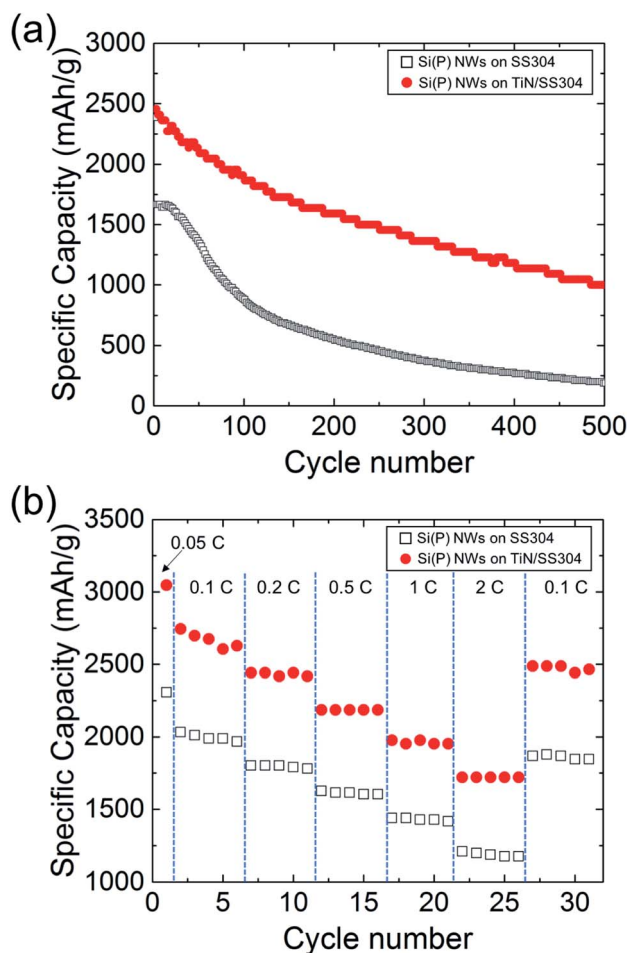 (a)
3000
2500
2000
1500
1000
500
0
Specific Capacity (mAh/g)
Si(P) NWs on SS304
Si(P) NWs on TiN/SS304
0 100 200 300 400 500
Cycle number
(b)
3500
3000
2500
2000
1500
1000
Specific Capacity (mAh/g)
Si(P) NWs on SS304
Si(P) NWs on TiN/SS304
0.05 C
0.1 C 0.2 C 0.5 C 1 C 2 C 0.1 C
0 5 10 15 20 25 30
Cycle number